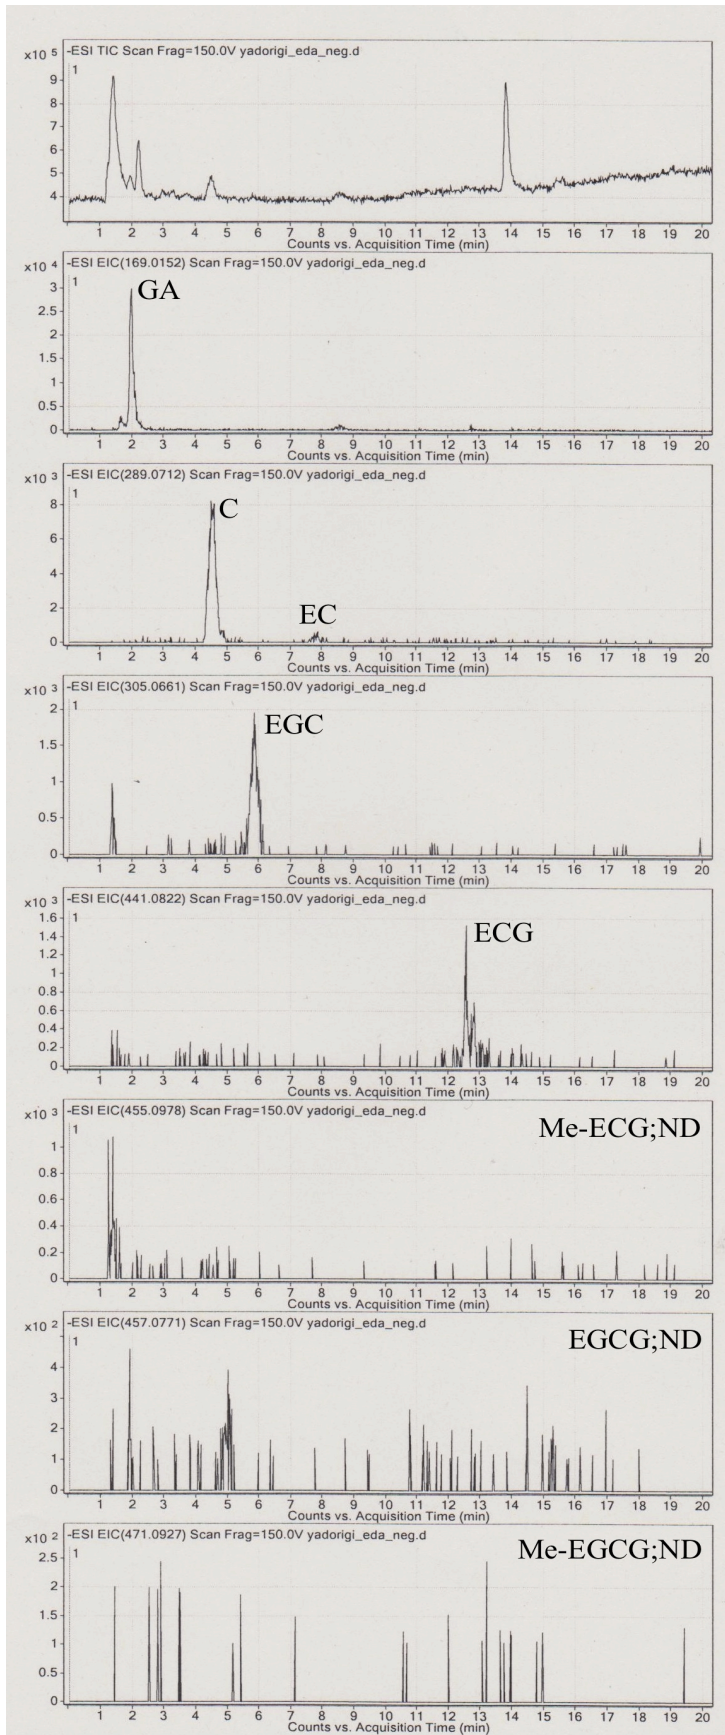 -ESI TIC Scan Frag=150.0V yadorigi_eda_neg.d
x10 5
1
9
8
7
6
5
4
1 2 3 4 5 6 7 8 9 10 11 12 13 14 15 16 17 18 19 20
Counts vs. Acquisition Time (min)
-ESI EIC(169.0152) Scan Frag=150.0V yadorigi_eda_neg.d
x10 4
1
GA
3
2.5
2
1.5
1
0.5
0
1 2 3 4 5 6 7 8 9 10 11 12 13 14 15 16 17 18 19 20
Counts vs. Acquisition Time (min)
-ESI EIC(289.0712) Scan Frag=150.0V yadorigi_eda_neg.d
x10 3
1
8
C
6
4
2
EC
0
1 2 3 4 5 6 7 8 9 10 11 12 13 14 15 16 17 18 19 20
Counts vs. Acquisition Time (min)
-ESI EIC(305.0661) Scan Frag=150.0V yadorigi_eda_neg.d
x10 3
1
2
EGC
1.5
1
0.5
0
1 2 3 4 5 6 7 8 9 10 11 12 13 14 15 16 17 18 19 20
Counts vs. Acquisition Time (min)
-ESI EIC(441.0822) Scan Frag=150.0V yadorigi_eda_neg.d
x10 3
1
1.6
ECG
1.4
1.2
1
0.8
0.6
0.4
0.2
0
1 2 3 4 5 6 7 8 9 10 11 12 13 14 15 16 17 18 19 20
Counts vs. Acquisition Time (min)
-ESI EIC(455.0978) Scan Frag=150.0V yadorigi_eda_neg.d
x10 3
1
Me-ECG;ND
1
0.8
0.6
0.4
0.2
0
1 2 3 4 5 6 7 8 9 10 11 12 13 14 15 16 17 18 19 20
Counts vs. Acquisition Time (min)
-ESI EIC(457.0771) Scan Frag=150.0V yadorigi_eda_neg.d
x10 2
1
EGCG;ND
4
3
2
1
0
1 2 3 4 5 6 7 8 9 10 11 12 13 14 15 16 17 18 19 20
Counts vs. Acquisition Time (min)
-ESI EIC(471.0927) Scan Frag=150.0V yadorigi_eda_neg.d
x10 2
1
Me-EGCG;ND
2.5
2
1.5
1
0.5
0
1 2 3 4 5 6 7 8 9 10 11 12 13 14 15 16 17 18 19 20
Counts vs. Acquisition Time (min)